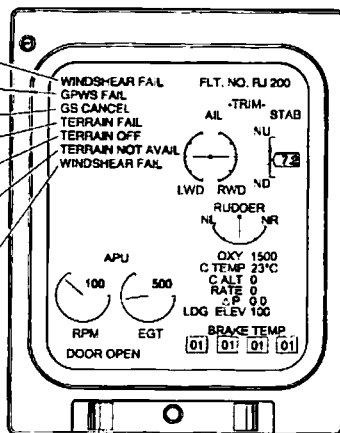 WINDSHEAR FAIL
GPWS FAIL
GS CANCEL
TERRAIN FAIL
TERRAIN OFF
TERRAIN NOT AVAIL
WINDSHEAR FAIL
FLT. NO. RJ 200
-TRIM-
AIL STAB
NU
7.2
ND
LWD RWD
RUDDER
NL NR
OXY 1500
C TEMP 23°C
C ALT 0
RATE 0
△P 0.0
LDG ELEV 100
BRAKE TEMP
01 01 01 01
APU
100 500
RPM EGT
DOOR OPEN